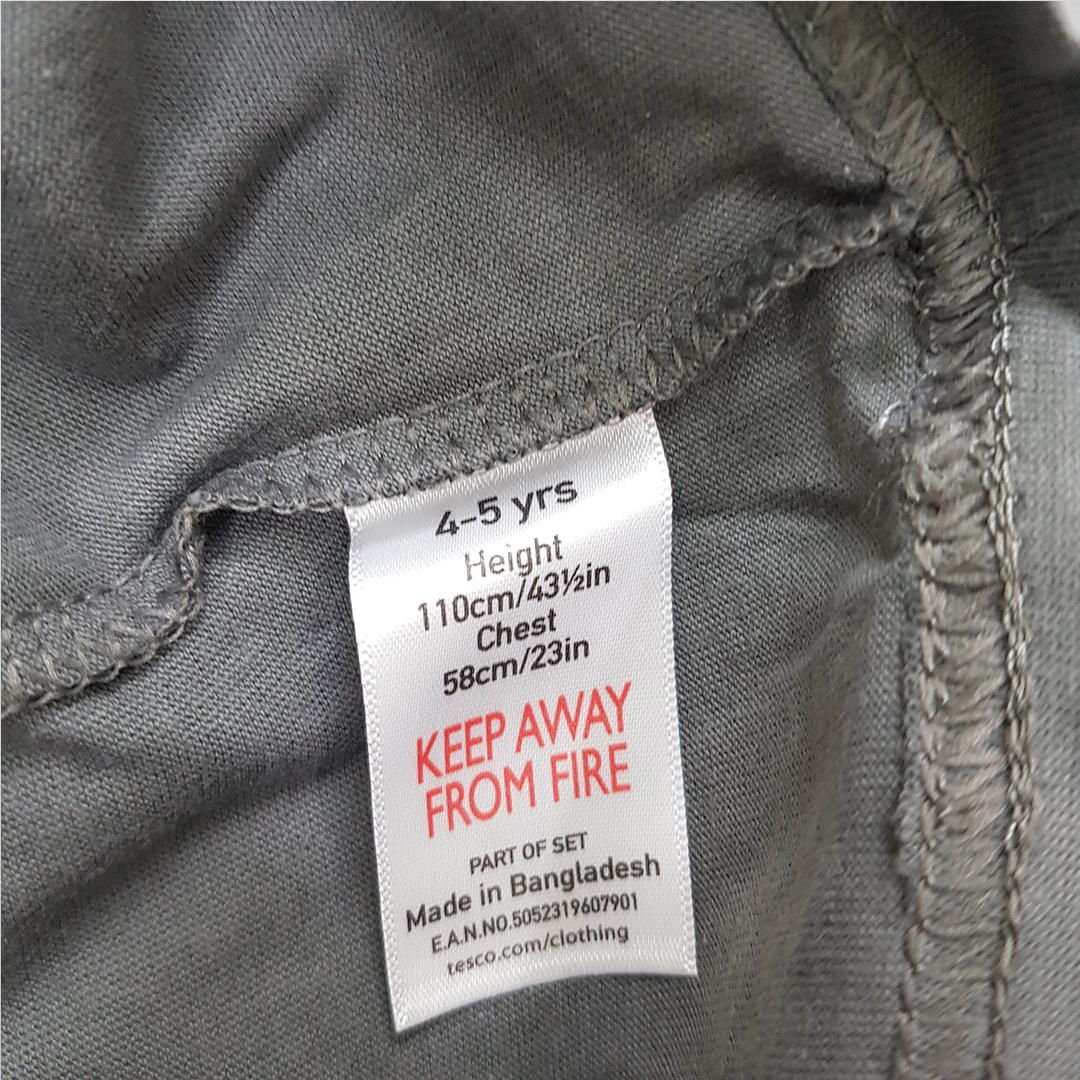 4-5 yrs
Height
110cm/43½in
Chest
58cm/23in
KEEP AWAY
FROM FIRE
PART OF SET
Made in Bangladesh
E.A.N.NO.5052319607901
tesco.com/clothing